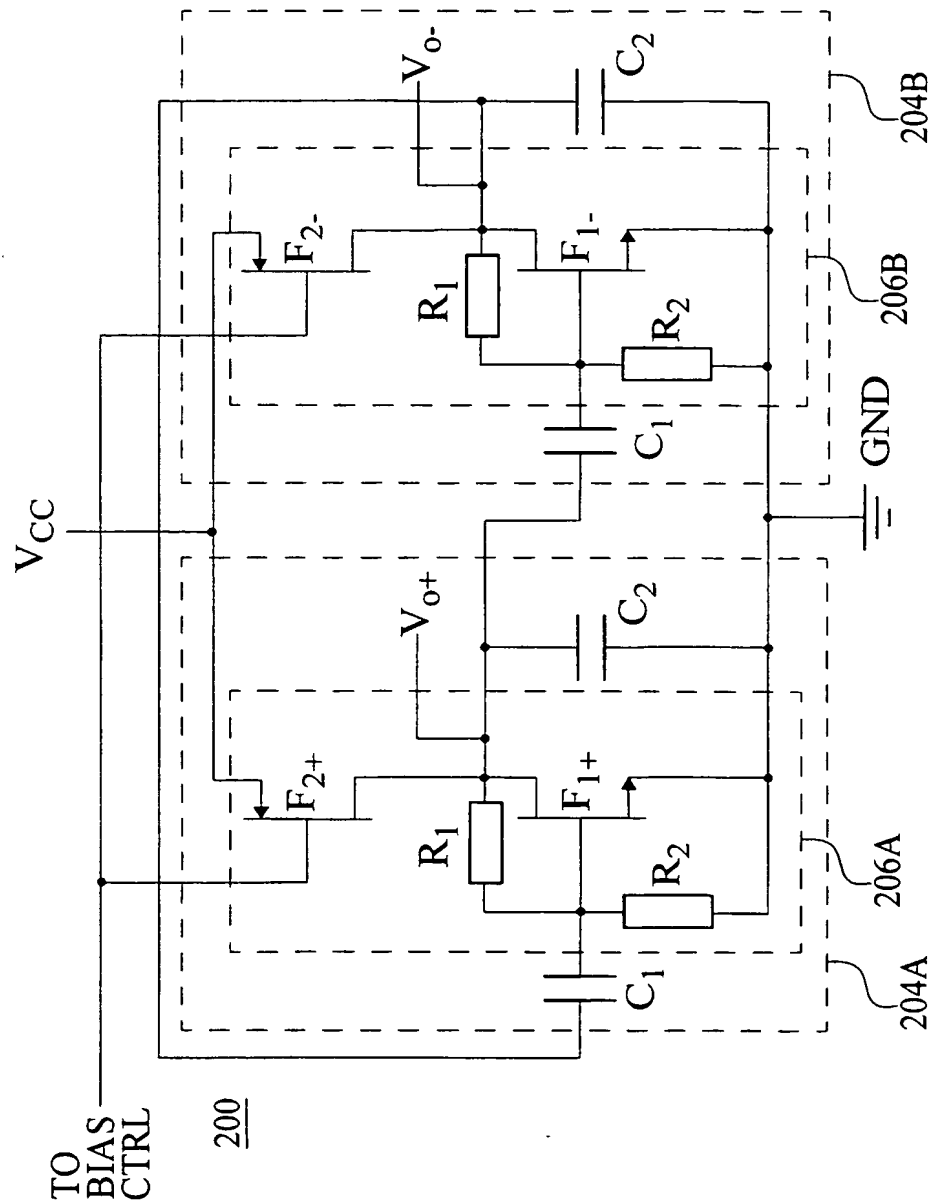 TO
BIAS
CTRL
V_CC
200
204A
204B
206A
206B
F_2+
F_2-
V_o+
V_o-
R_1
R_1
F_1+
F_1-
C_2
C_2
R_2
R_2
C_1
C_1
GND